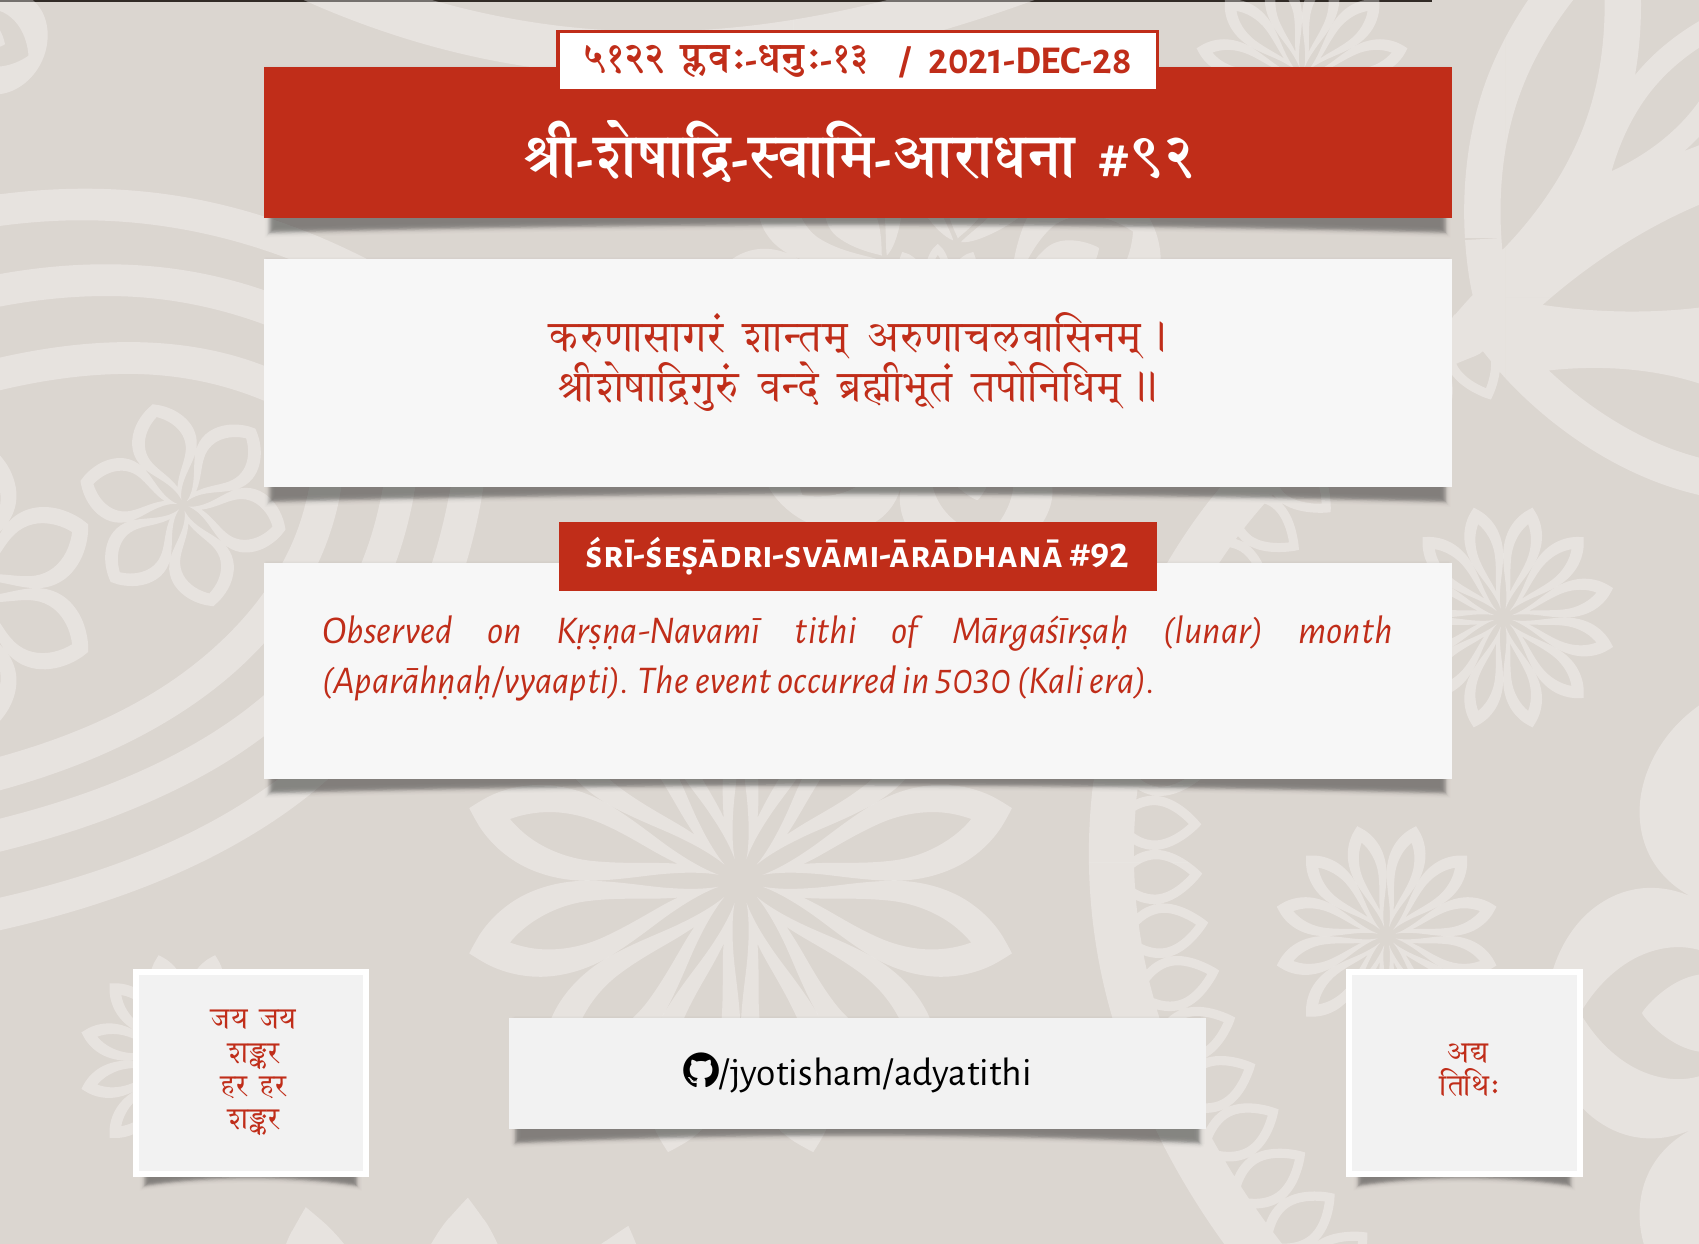 ५१२२ प्लवः-धनुः-१३ / 2021-DEC-28
श्री-शेषाद्रि-स्वामि-आराधना #९२
करुणासागरं शान्तम् अरुणाचलवासिनम्।
श्रीशेषाद्रिगुरुं वन्दे ब्रह्मीभूतं तपोनिधिम्॥
ŚRĪ-ŚEṢĀDRI-SVĀMI-ĀRĀDHANĀ #92
Observed on Kṛṣṇa-Navamī tithi of Mārgaśīrṣaḥ (lunar) month
(Aparāhṇaḥ/vyaapti). The event occurred in 5030 (Kali era).
जय जय
शङ्कर
हर हर
शङ्कर
/jyotisham/adyatithi
अद्य
तिथिः